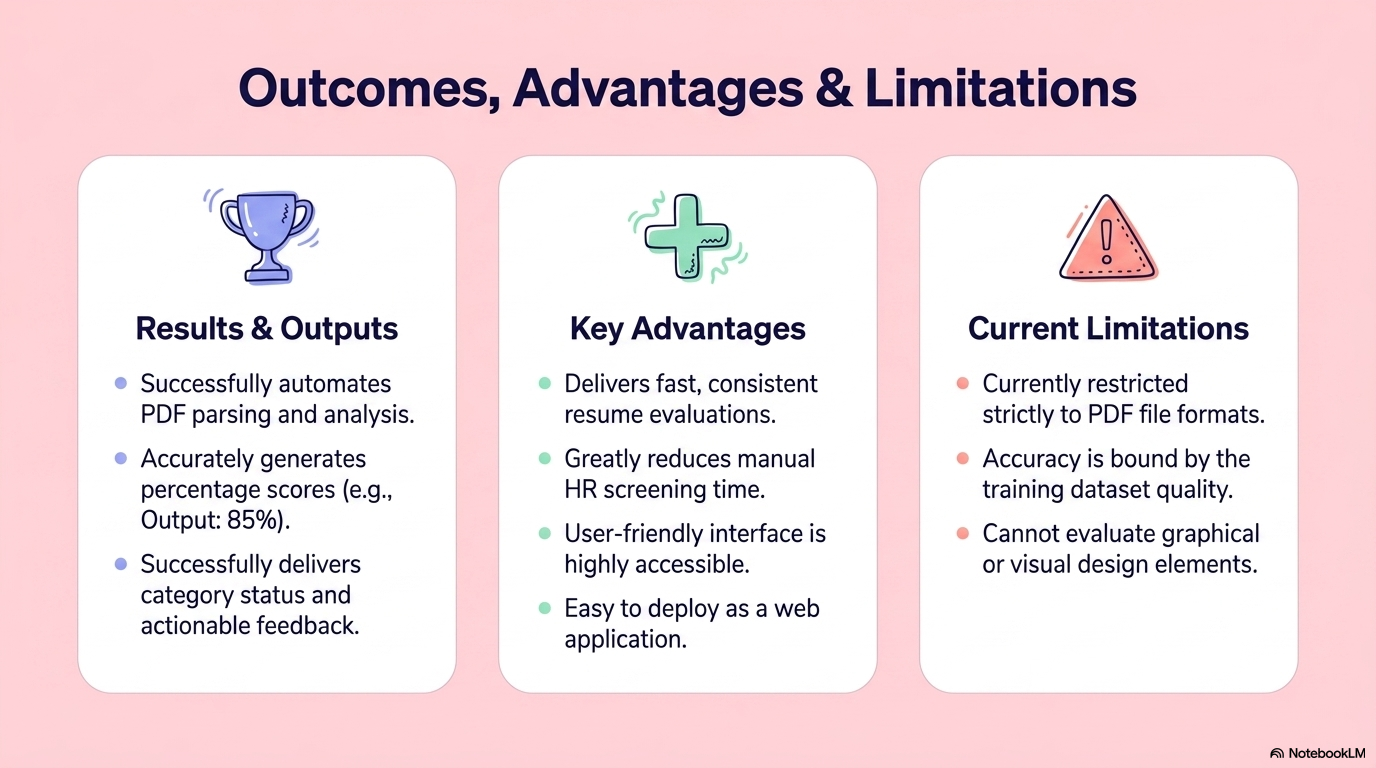 Outcomes, Advantages & Limitations
Results & Outputs
Successfully automates
PDF parsing and analysis.
Accurately generates
percentage scores (e.g.,
Output: 85%).
Successfully delivers
category status and
actionable feedback.
Key Advantages
Delivers fast, consistent
resume evaluations.
Greatly reduces manual
HR screening time.
User-friendly interface is
highly accessible.
Easy to deploy as a web
application.
Current Limitations
Currently restricted
strictly to PDF file formats.
Accuracy is bound by the
training dataset quality.
Cannot evaluate graphical
or visual design elements.
NotebookLM